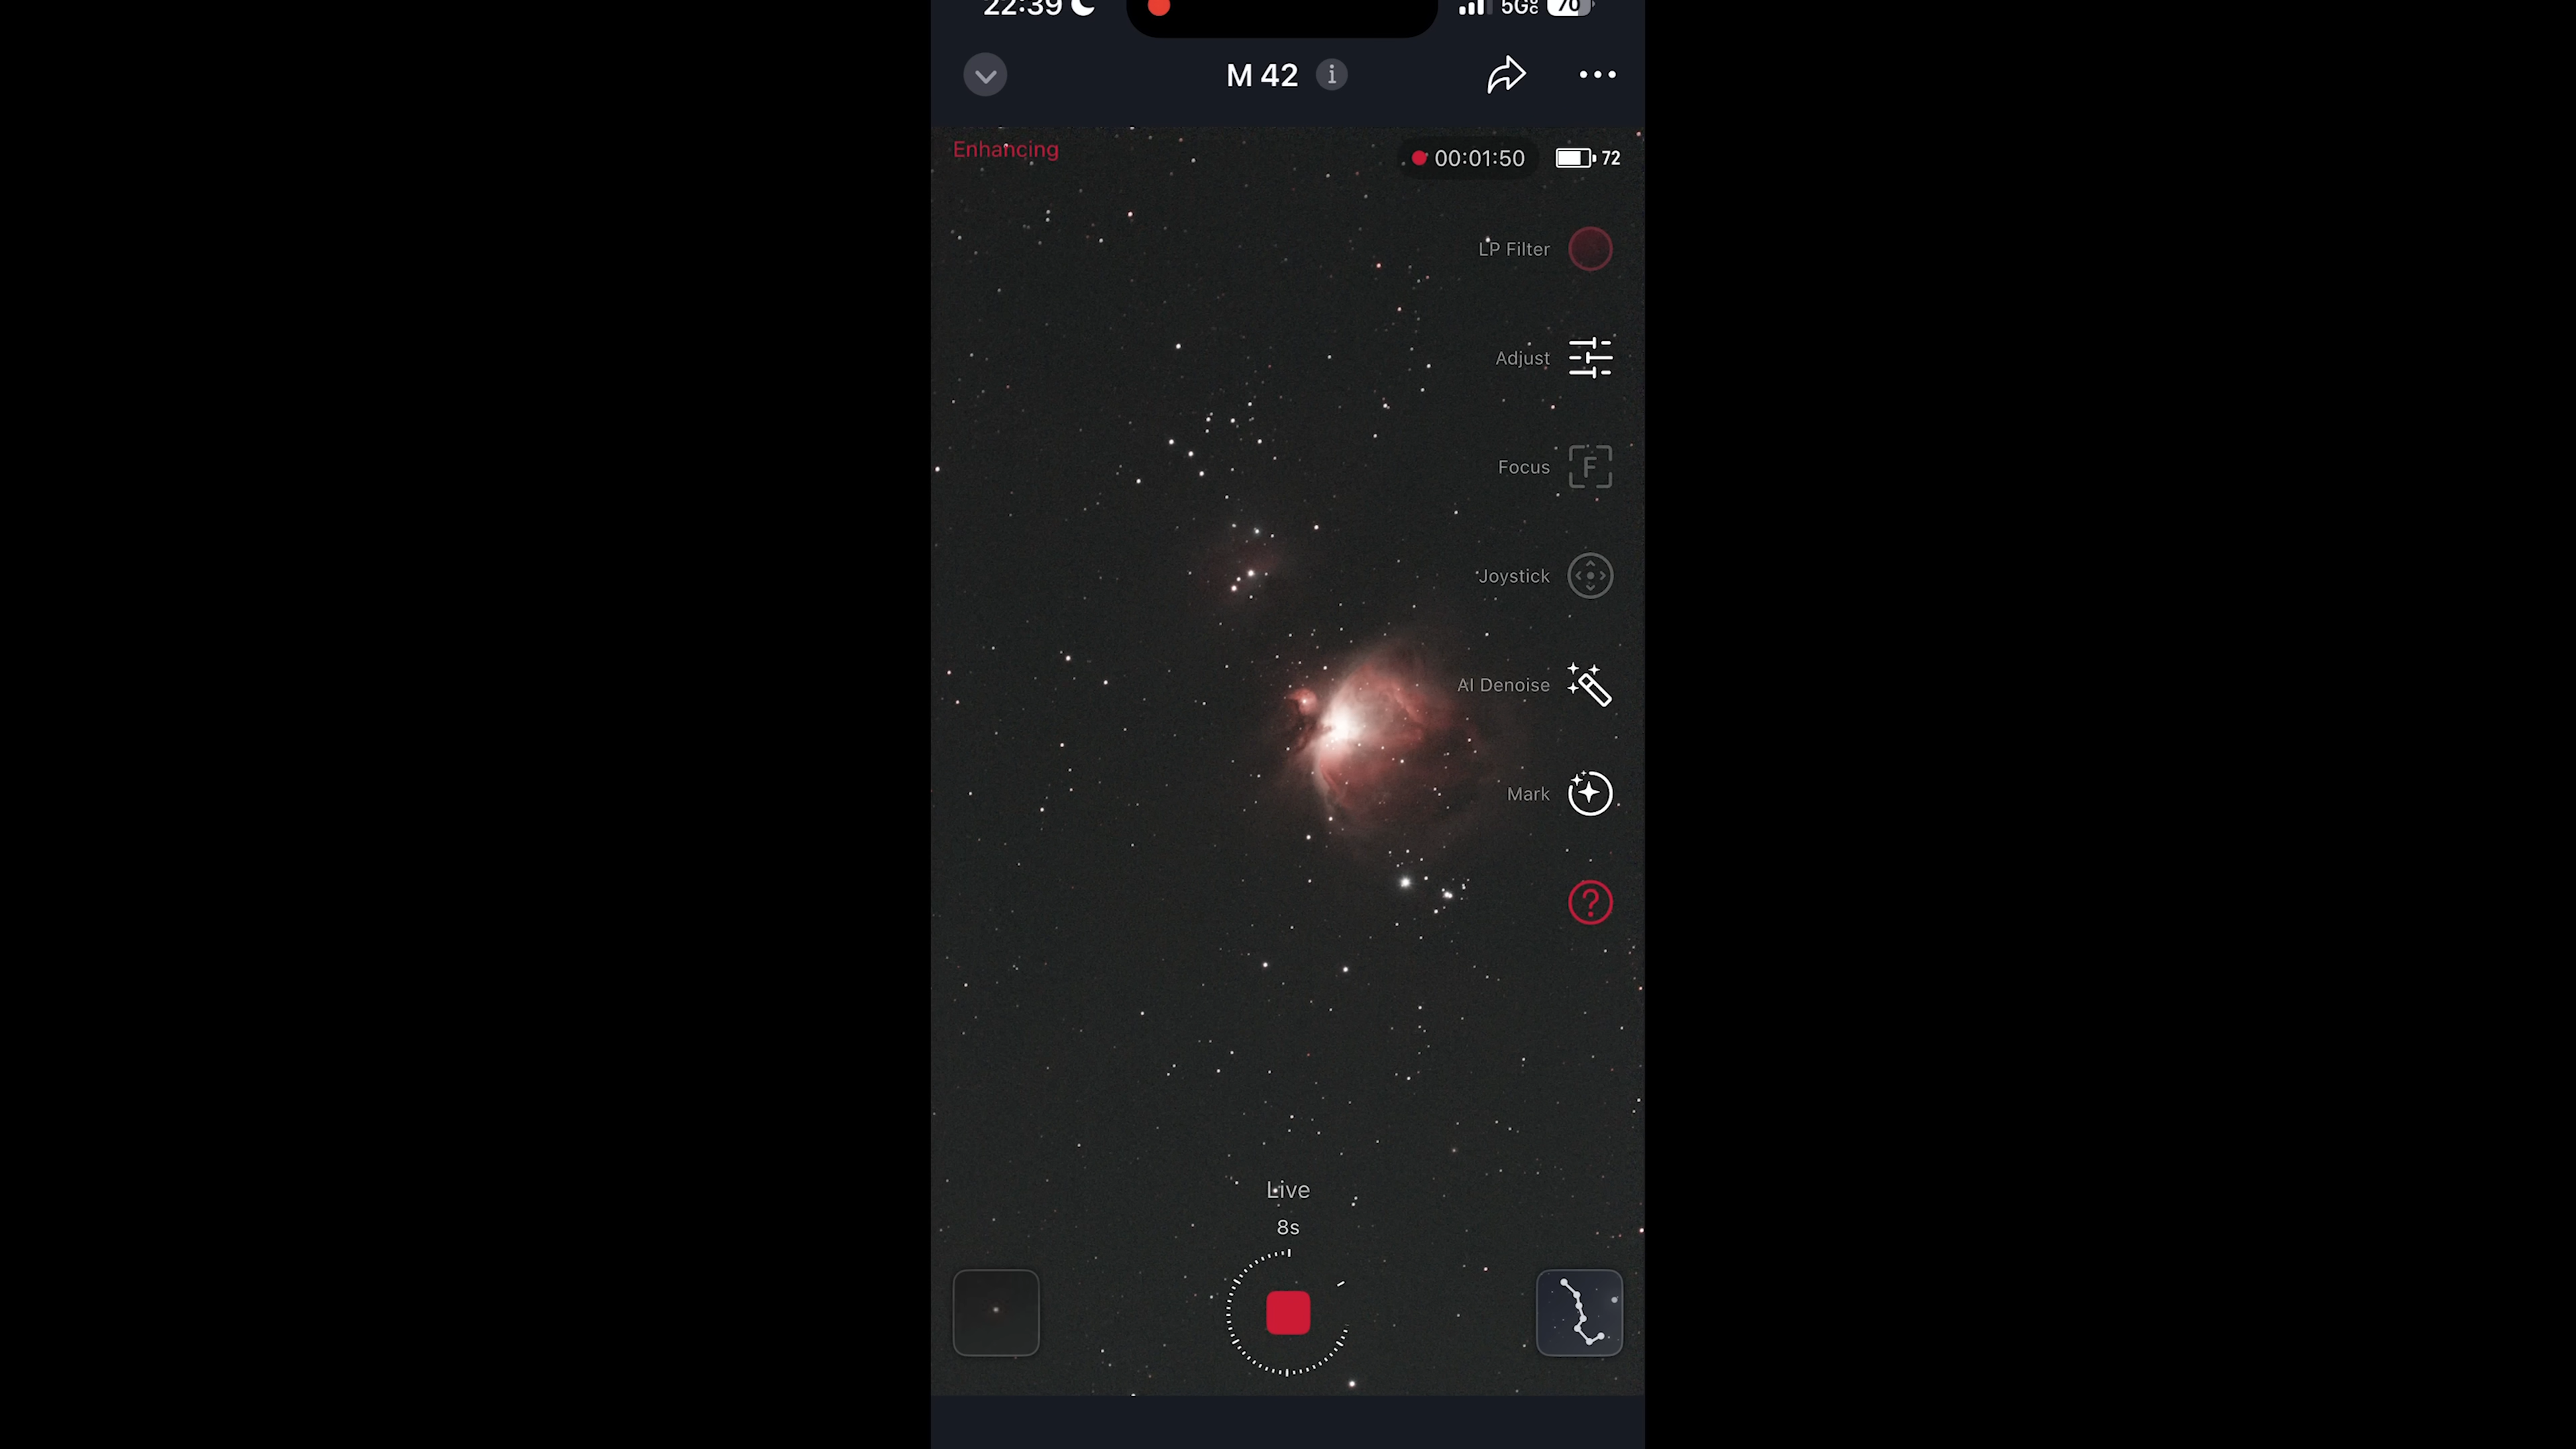 22:39 5G 70
M 42 i
Enhancing 00:01:50 72
LP Filter
Adjust
Focus F
Joystick
AI Denoise
Mark
?
Live
8s